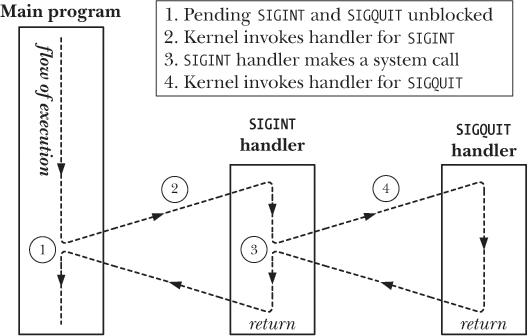 Main program
1. Pending SIGINT and SIGQUIT unblocked
2. Kernel invokes handler for SIGINT
3. SIGINT handler makes a system call
4. Kernel invokes handler for SIGQUIT
flow of execution
SIGINT
handler
SIGQUIT
handler
2
4
1
3
return
return